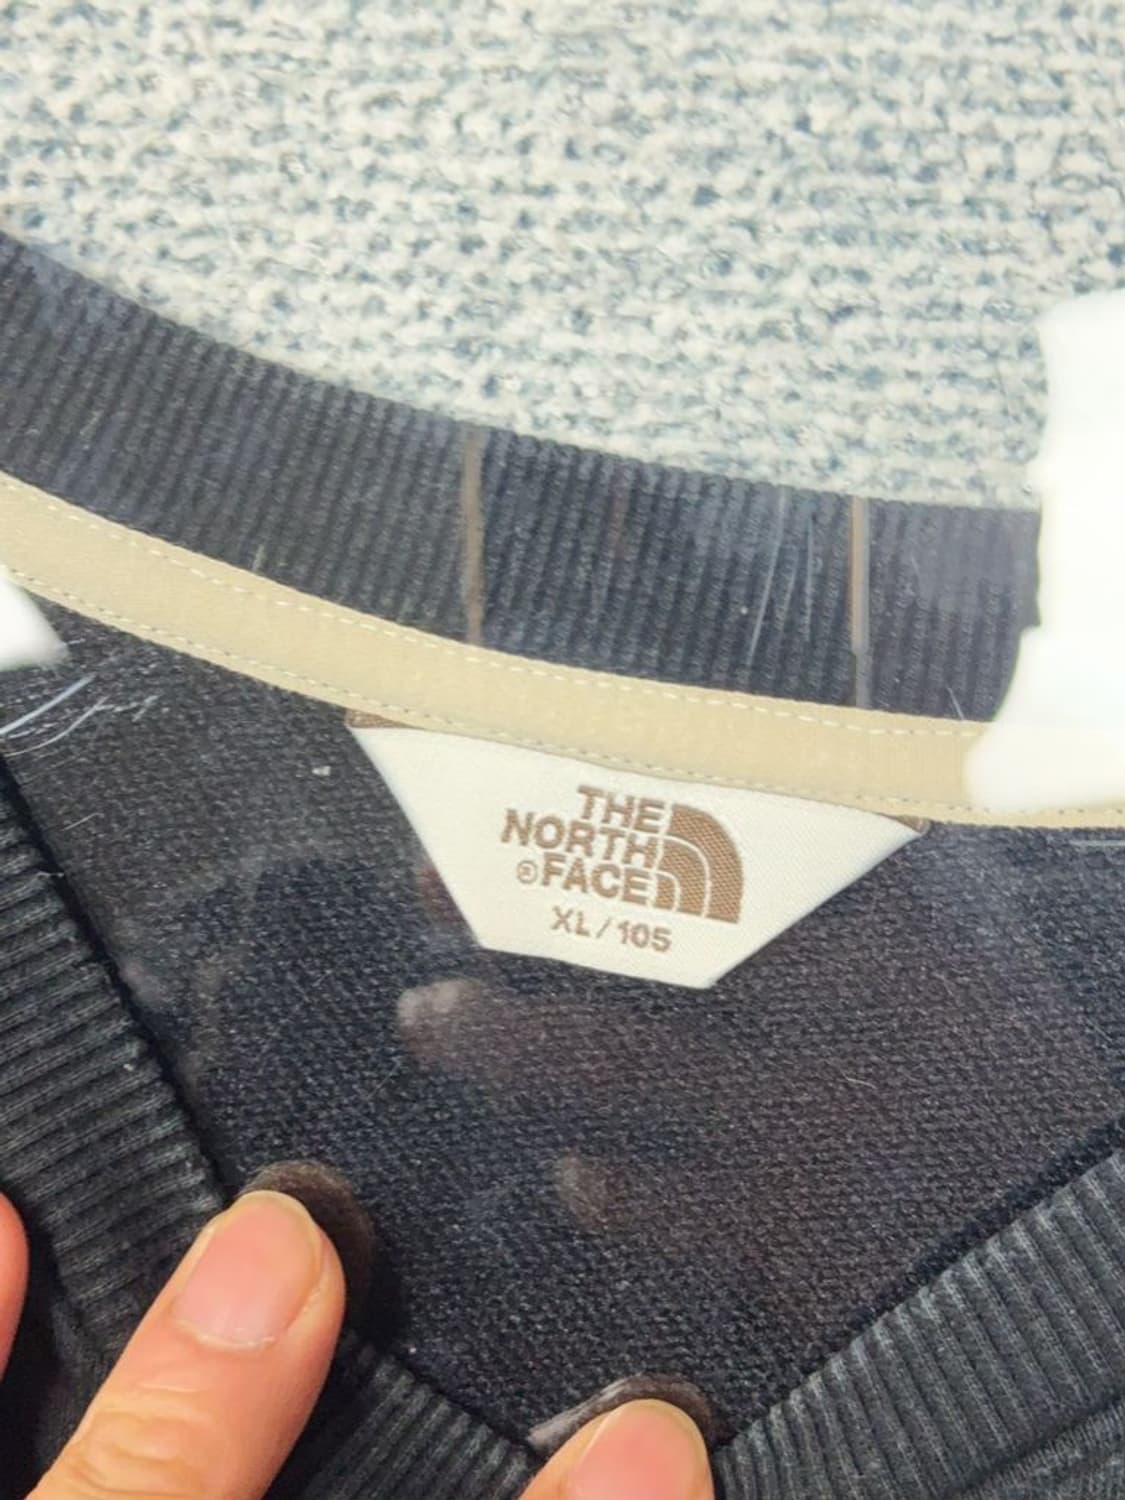 THE
NORTH
®FACE
XL/105